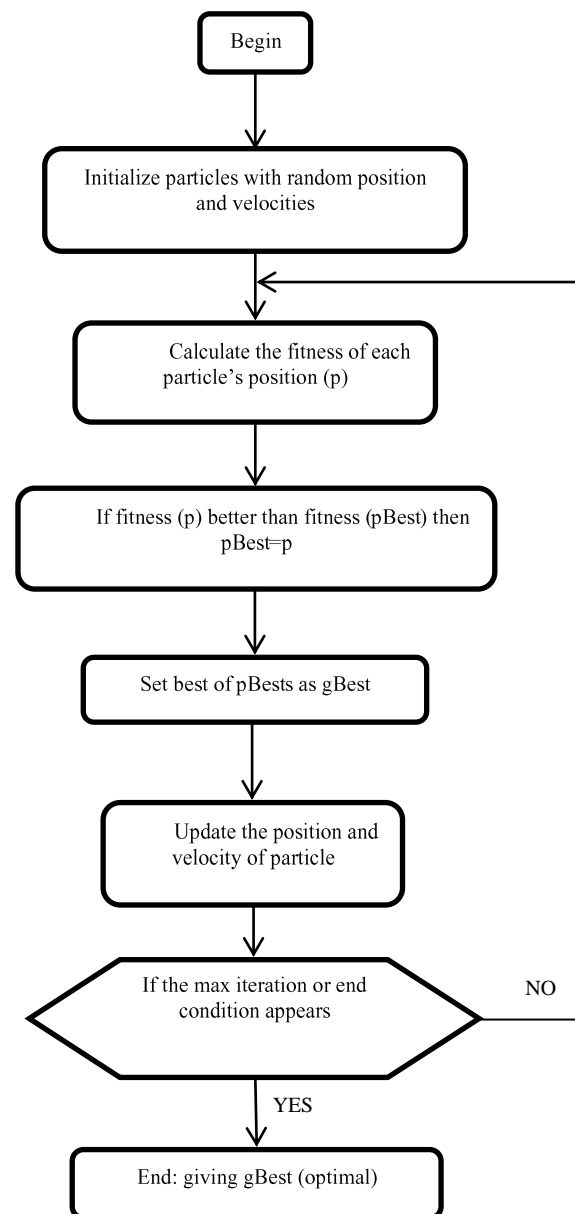 Begin
Initialize particles with random position
and velocities
Calculate the fitness of each
particle’s position (p)
If fitness (p) better than fitness (pBest) then
pBest=p
Set best of pBests as gBest
Update the position and
velocity of particle
If the max iteration or end
condition appears
NO
YES
End: giving gBest (optimal)